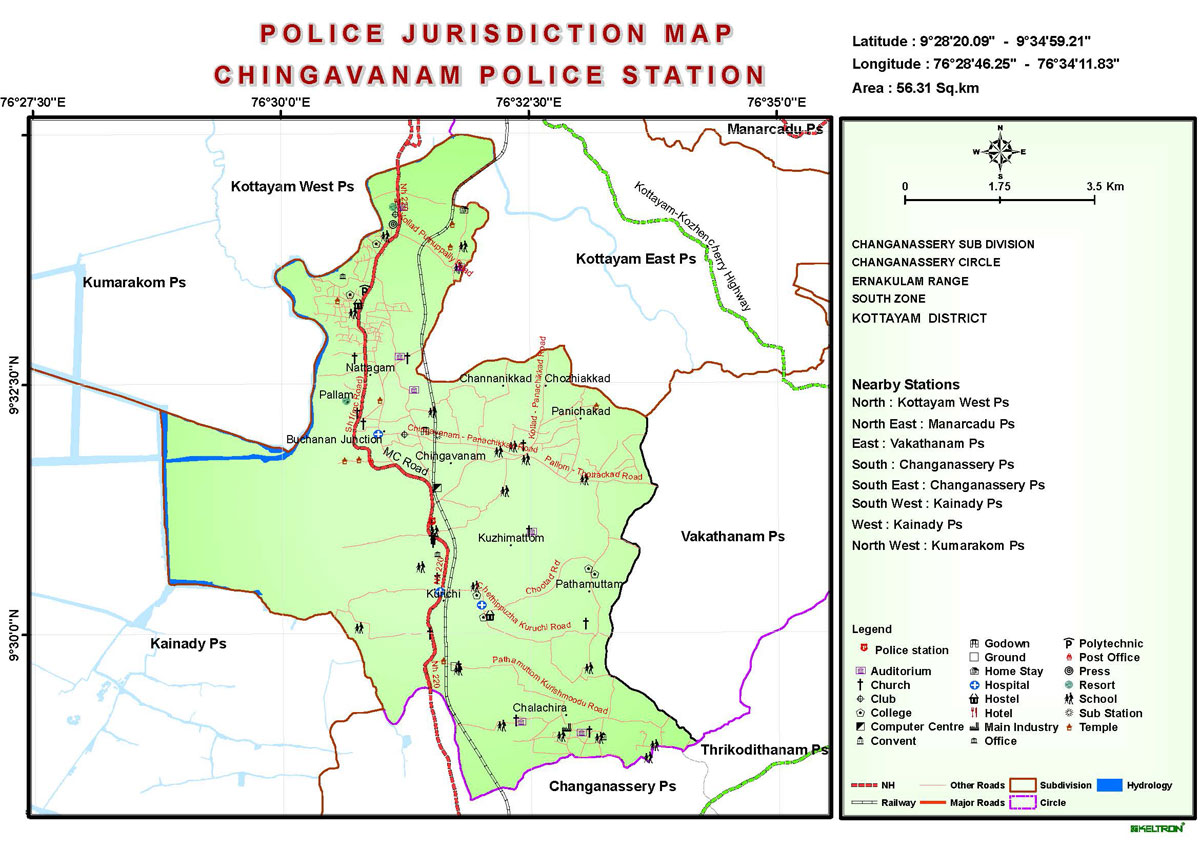 POLICE JURISDICTION MAP
CHINGAVANAM POLICE STATION
Latitude : 9°28'20.09" - 9°34'59.21"
Longitude : 76°28'46.25" - 76°34'11.83"
Area : 56.31 Sq.km
76°27'30"E
76°30'0"E
76°32'30"E
76°35'0"E
Manarcadu Ps
Kottayam West Ps
Kottayam-Kozhencherry Highway
Kottayam East Ps
Kumarakom Ps
9°32'30"N
Nattagam
Channanikkad
Chozhiakkad
Pallam
Panichakad
Kollad - Panachikkad Road
Buchanan Junction
Chingavanam - Panachikkad Road
MC Road
Chingavanam
Kuzhimattom
Vakathanam Ps
Chootad Rd
Pathamuttam
Kurichi
220
Chethippuzha Kuruchi Road
9°30'0"N
Kainady Ps
Nh 220
Pathamuttom Kurishmoodu Road
Chalachira
Thrikodithanam Ps
Changanassery Ps
N
W
E
S
0
1.75
3.5 Km
CHANGANASSERY SUB DIVISION
CHANGANASSERY CIRCLE
ERNAKULAM RANGE
SOUTH ZONE
KOTTAYAM DISTRICT
Nearby Stations
North : Kottayam West Ps
North East : Manarcadu Ps
East : Vakathanam Ps
South : Changanassery Ps
South East : Changanassery Ps
South West : Kainady Ps
West : Kainady Ps
North West : Kumarakom Ps
Legend
Police station
Auditorium
Church
Club
College
Computer Centre
Convent
Godown
Ground
Home Stay
Hospital
Hostel
Hotel
Main Industry
Office
Polytechnic
Post Office
Press
Resort
School
Sub Station
Temple
NH
Other Roads
Subdivision
Hydrology
Railway
Major Roads
Circle
KELTRON